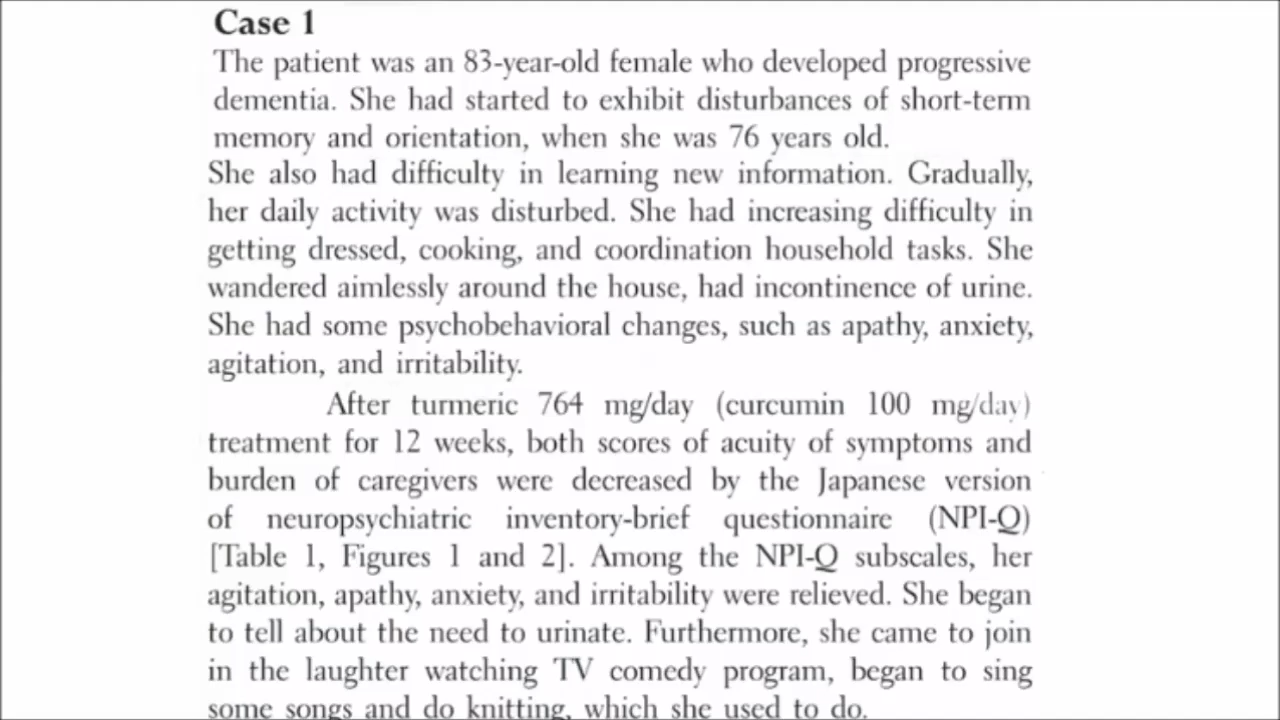 Case 1
The patient was an 83-year-old female who developed progressive
dementia. She had started to exhibit disturbances of short-term
memory and orientation, when she was 76 years old.
She also had difficulty in learning new information. Gradually,
her daily activity was disturbed. She had increasing difficulty in
getting dressed, cooking, and coordination household tasks. She
wandered aimlessly around the house, had incontinence of urine.
She had some psychobehavioral changes, such as apathy, anxiety,
agitation, and irritability.
After turmeric 764 mg/day (curcumin 100 mg/day)
treatment for 12 weeks, both scores of acuity of symptoms and
burden of caregivers were decreased by the Japanese version
of neuropsychiatric inventory-brief questionnaire (NPI-Q)
[Table 1, Figures 1 and 2]. Among the NPI-Q subscales, her
agitation, apathy, anxiety, and irritability were relieved. She began
to tell about the need to urinate. Furthermore, she came to join
in the laughter watching TV comedy program, began to sing
some songs and do knitting, which she used to do.